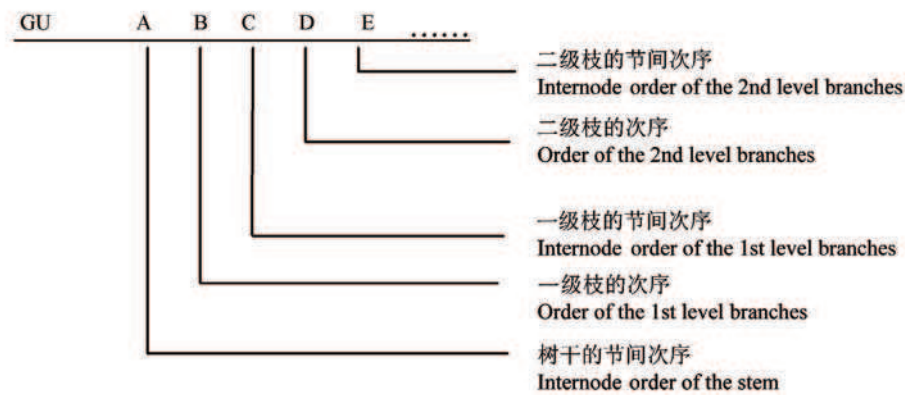 GU A B C D E ……
二级枝的节间次序
Internode order of the 2nd level branches
二级枝的次序
Order of the 2nd level branches
一级枝的节间次序
Internode order of the 1st level branches
一级枝的次序
Order of the 1st level branches
树干的节间次序
Internode order of the stem